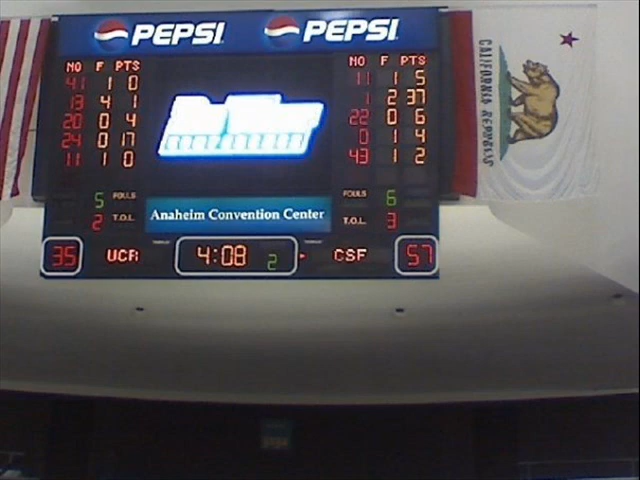 PEPSI PEPSI
NO F PTS NO F PTS
41 1 0 11 1 5
13 4 1 1 2 37
20 0 4 22 0 6
24 0 17 0 1 4
11 1 0 43 1 2
5 FOULS FOULS 6
2 T.O.L. T.O.L. 3
Anaheim Convention Center
35 UCR 4:08 2 CSF 57
CALIFORNIA REPUBLIC